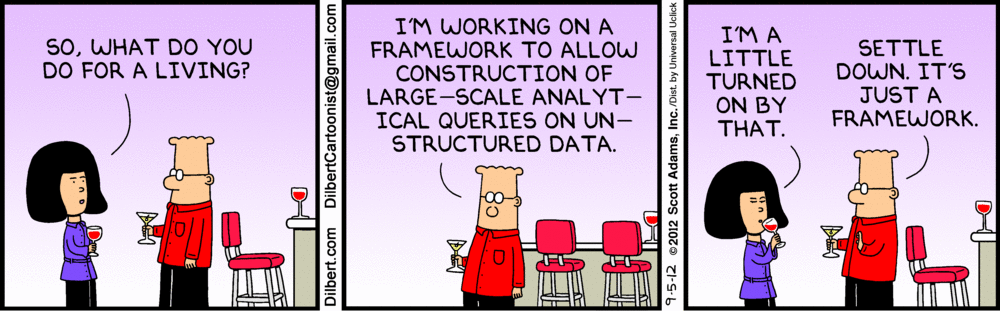 SO, WHAT DO YOU
DO FOR A LIVING?
Dilbert.com DilbertCartoonist@gmail.com
I'M WORKING ON A
FRAMEWORK TO ALLOW
CONSTRUCTION OF
LARGE-SCALE ANALYT-
ICAL QUERIES ON UN-
STRUCTURED DATA.
9-5-12 ©2012 Scott Adams, Inc. /Dist. by Universal Uclick
I'M A
LITTLE
TURNED
ON BY
THAT.
SETTLE
DOWN. IT'S
JUST A
FRAMEWORK.